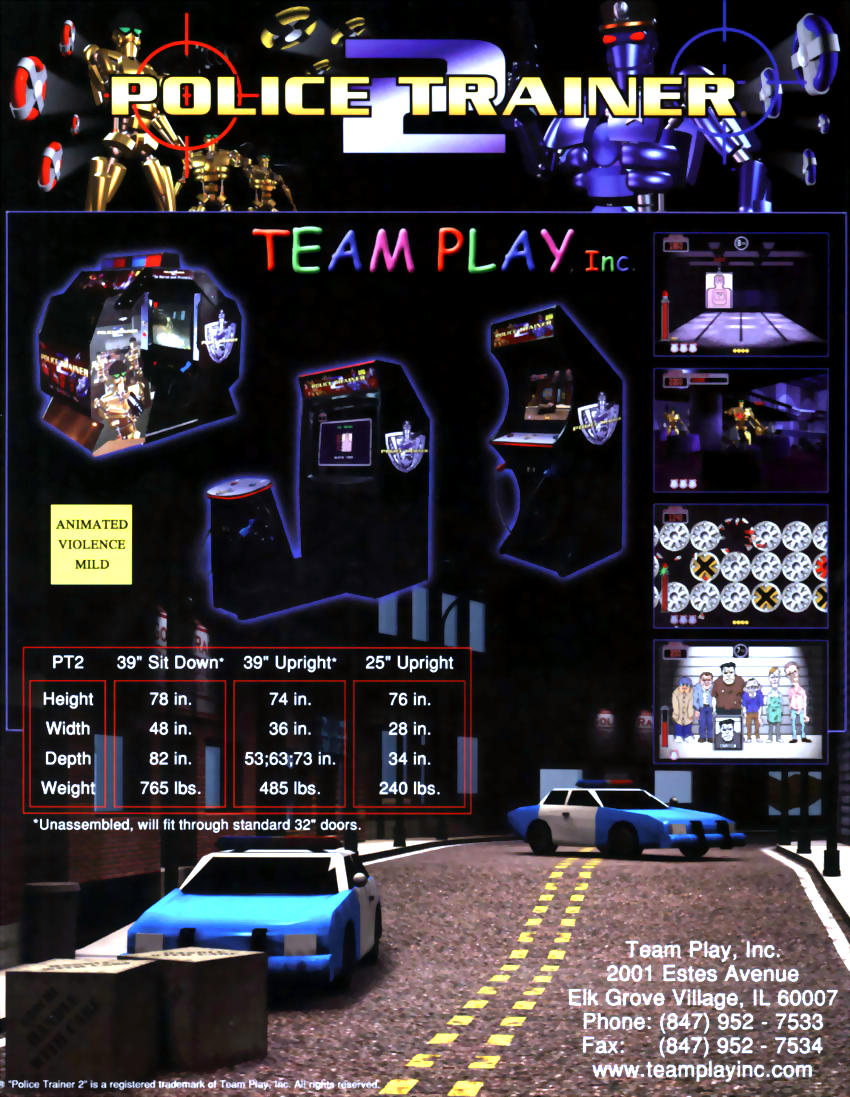 2
POLICE TRAINER
TEAM PLAY, Inc.
ANIMATED
VIOLENCE
MILD
PT2 39" Sit Down* 39" Upright* 25" Upright
Height 78 in. 74 in. 76 in.
Width 48 in. 36 in. 28 in.
Depth 82 in. 53;63;73 in. 34 in.
Weight 765 lbs. 485 lbs. 240 lbs.
*Unassembled, will fit through standard 32" doors.
Team Play, Inc.
2001 Estes Avenue
Elk Grove Village, IL 60007
Phone: (847) 952 - 7533
Fax: (847) 952 - 7534
www.teamplayinc.com
® "Police Trainer 2" is a registered trademark of Team Play, Inc. All rights reserved.